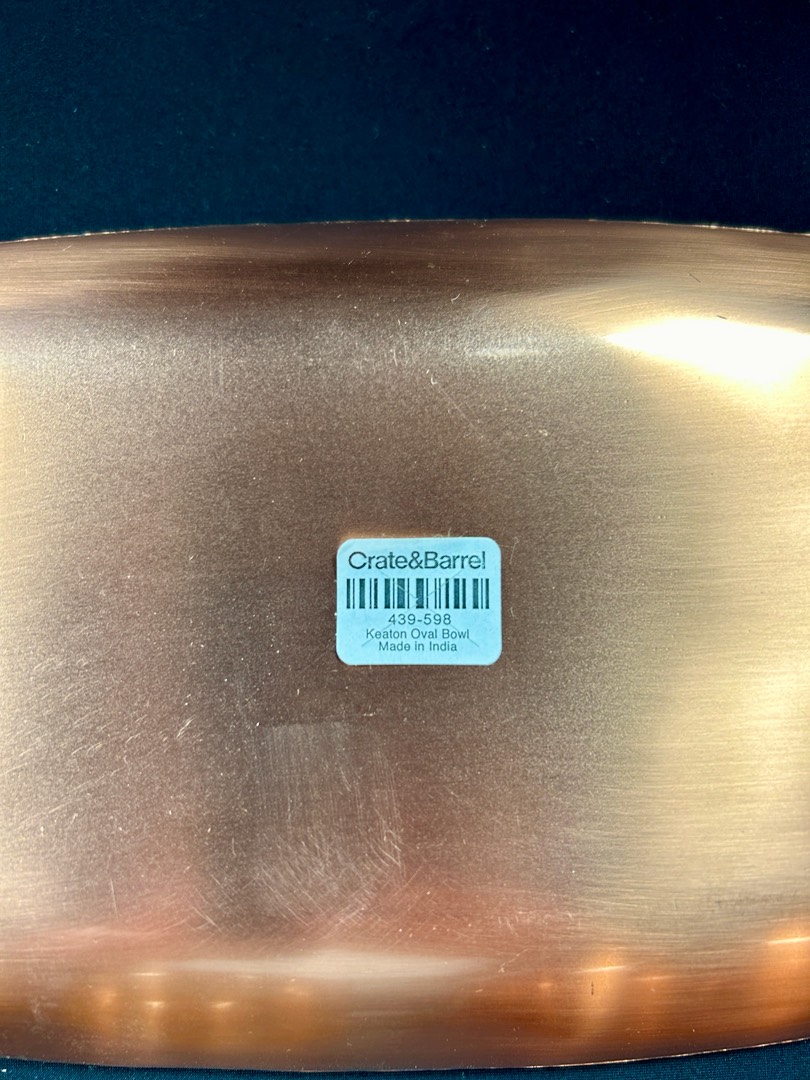 Crate&Barrel
439-598
Keaton Oval Bowl
Made in India